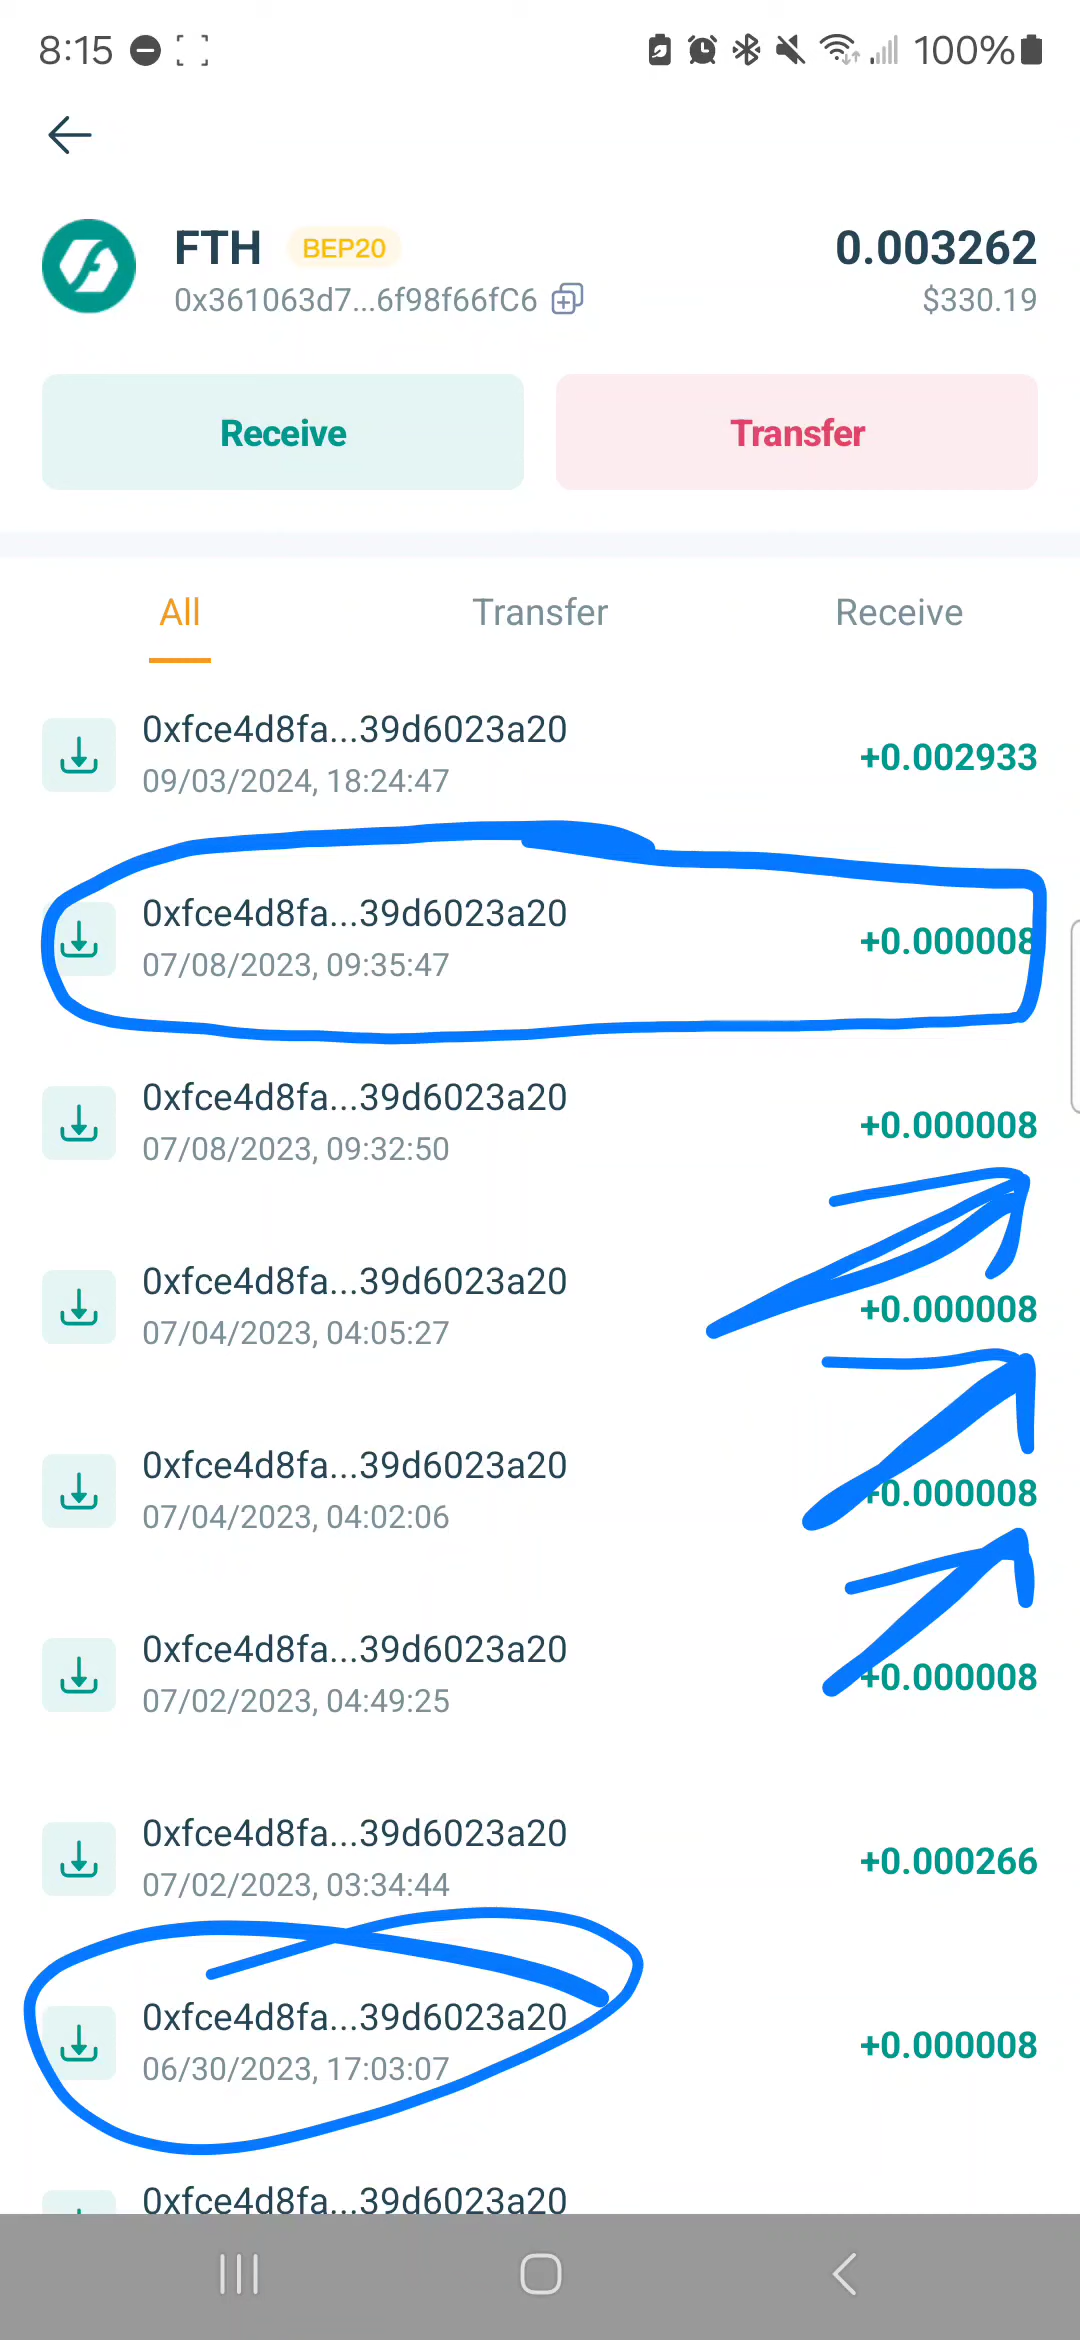 8:15 100%
FTH BEP20 0.003262
0x361063d7...6f98f66fC6 $330.19
Receive Transfer
All Transfer Receive
0xfce4d8fa...39d6023a20
09/03/2024, 18:24:47 +0.002933
0xfce4d8fa...39d6023a20
07/08/2023, 09:35:47 +0.000008
0xfce4d8fa...39d6023a20
07/08/2023, 09:32:50 +0.000008
0xfce4d8fa...39d6023a20
07/04/2023, 04:05:27 +0.000008
0xfce4d8fa...39d6023a20
07/04/2023, 04:02:06 +0.000008
0xfce4d8fa...39d6023a20
07/02/2023, 04:49:25 +0.000008
0xfce4d8fa...39d6023a20
07/02/2023, 03:34:44 +0.000266
0xfce4d8fa...39d6023a20
06/30/2023, 17:03:07 +0.000008
0xfce4d8fa...39d6023a20